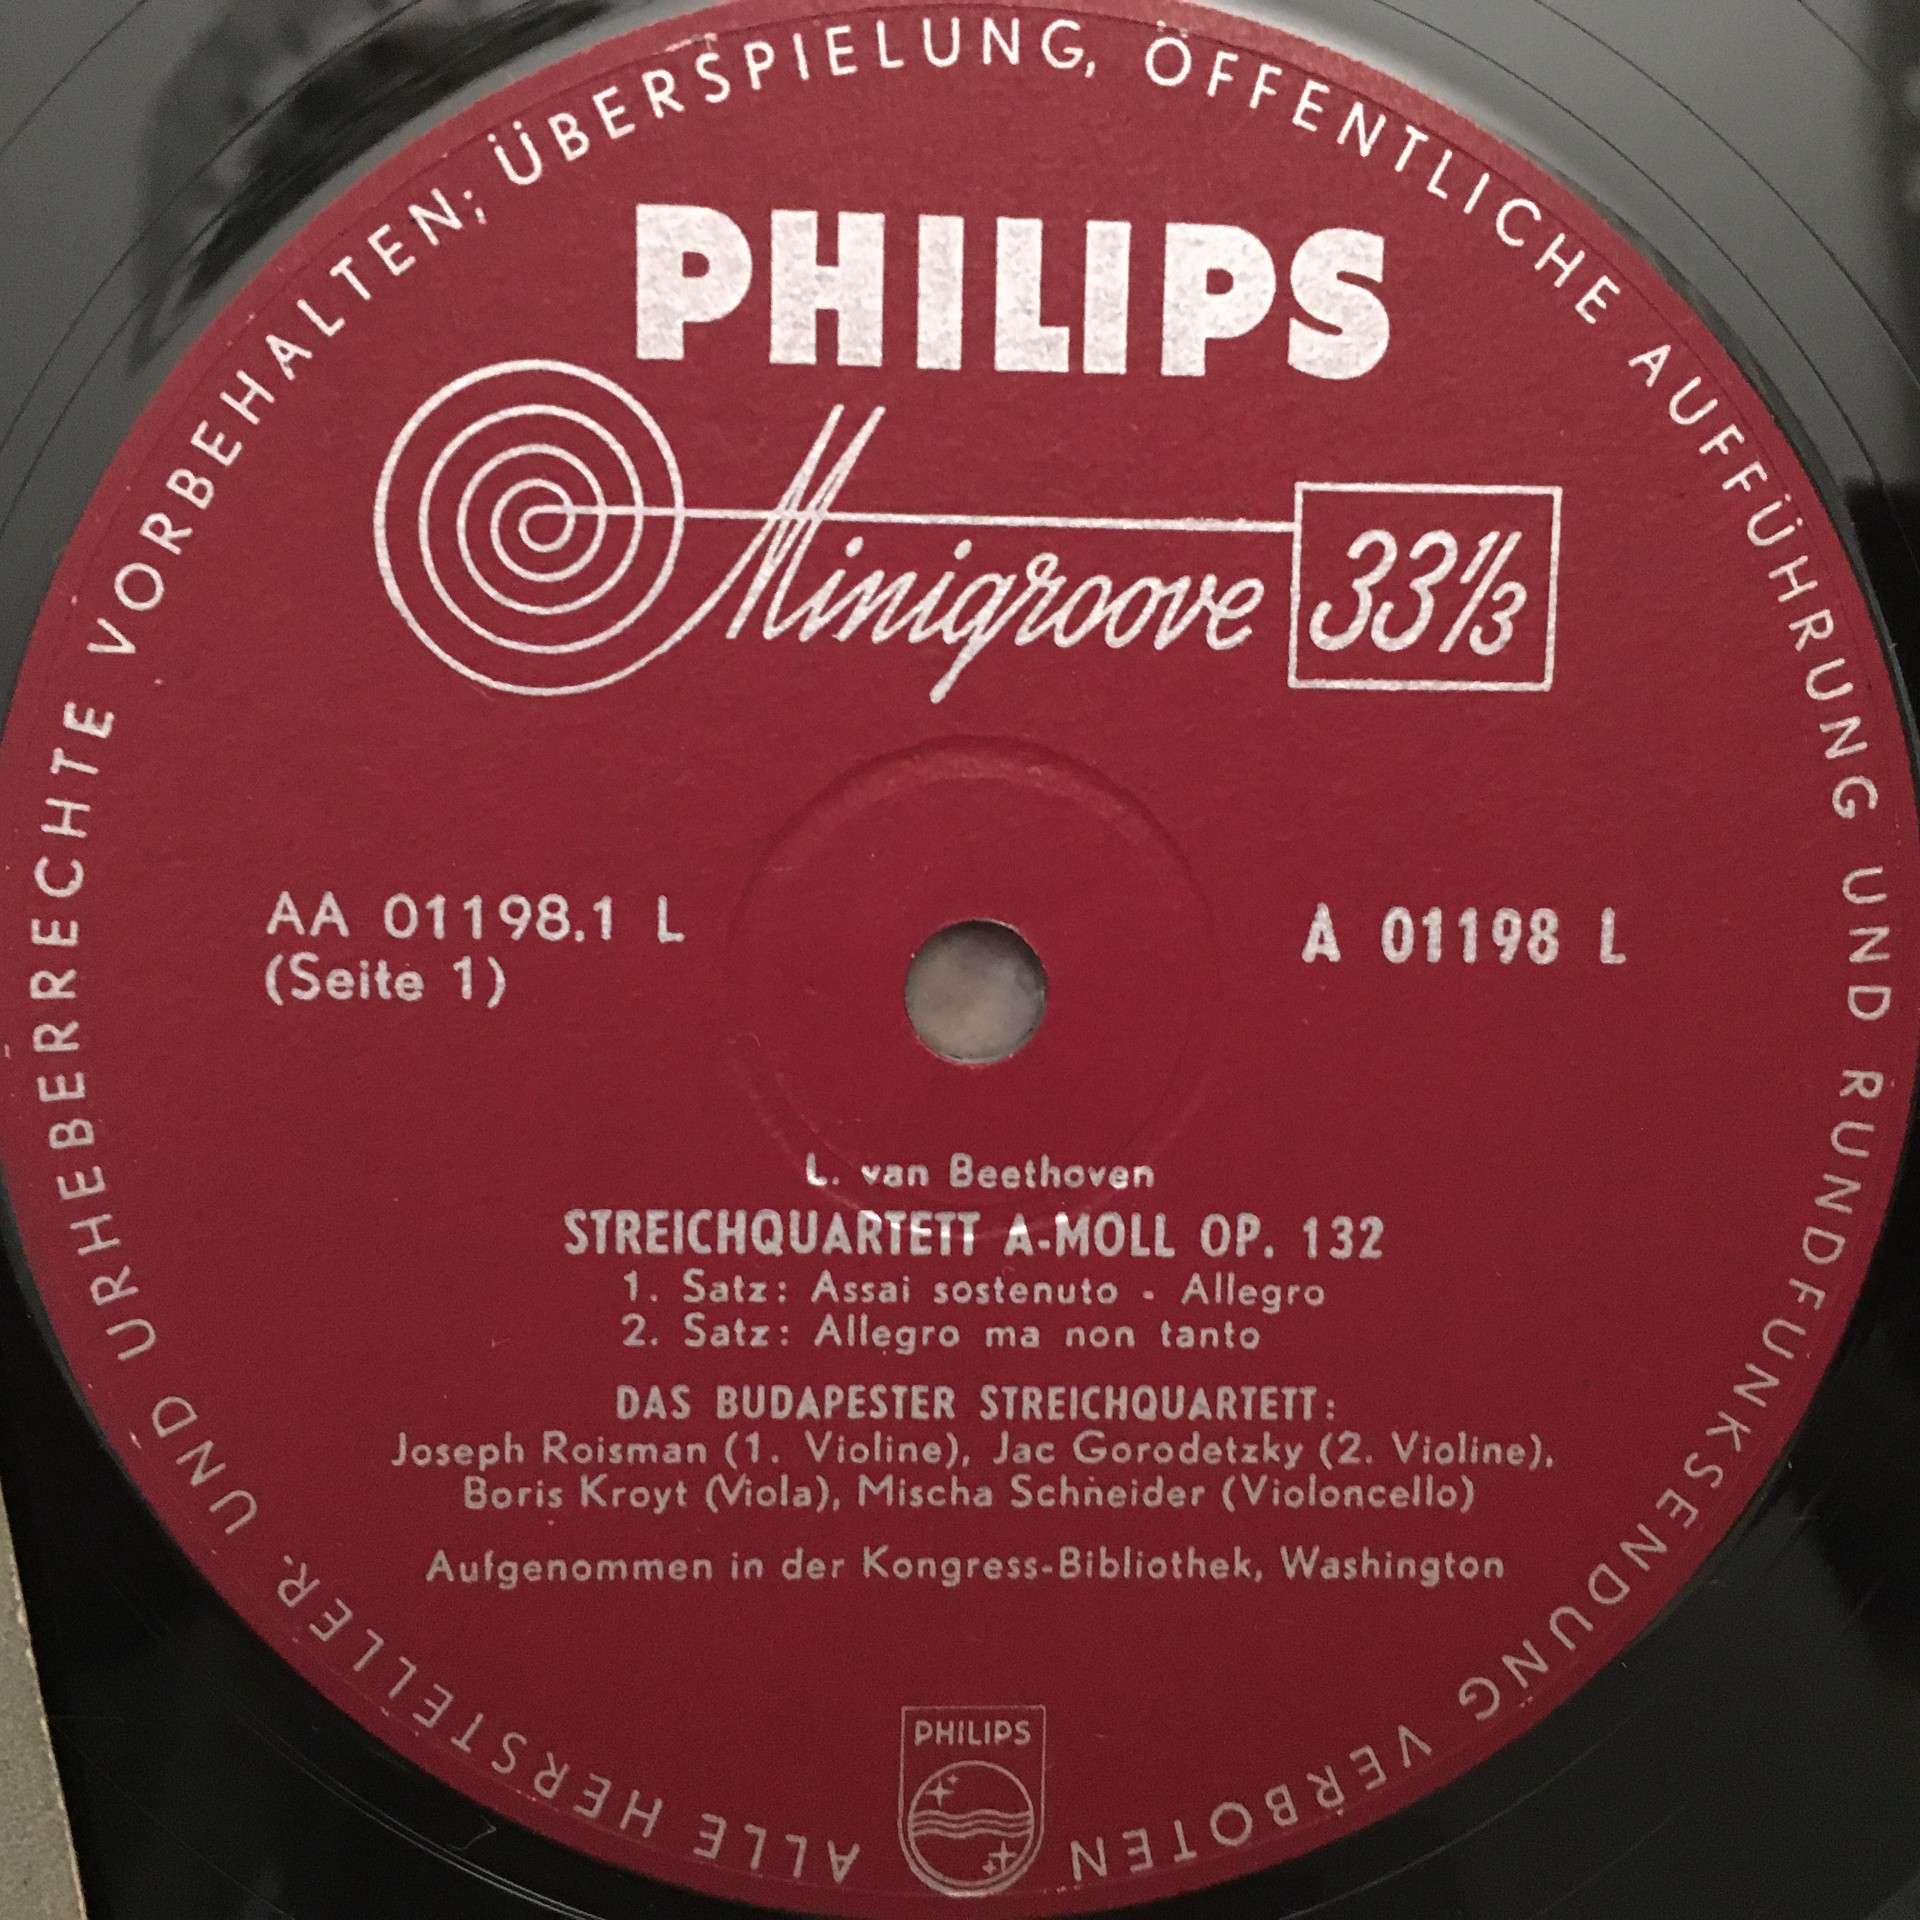 ALLE HERSTELLER- UND URHEBERRECHTE VORBEHALTEN; ÜBERSPIELUNG, ÖFFENTLICHE AUFFÜHRUNG UND RUNDFUNKSENDUNG VERBOTEN
PHILIPS
Minigroove 33 1/3
AA 01198.1 L
(Seite 1)
A 01198 L
L. van Beethoven
STREICHQUARTETT A-MOLL OP. 132
1. Satz: Assai sostenuto - Allegro
2. Satz: Allegro ma non tanto
DAS BUDAPESTER STREICHQUARTETT:
Joseph Roisman (1. Violine), Jac Gorodetzky (2. Violine),
Boris Kroyt (Viola), Mischa Schneider (Violoncello)
Aufgenommen in der Kongress-Bibliothek, Washington
PHILIPS